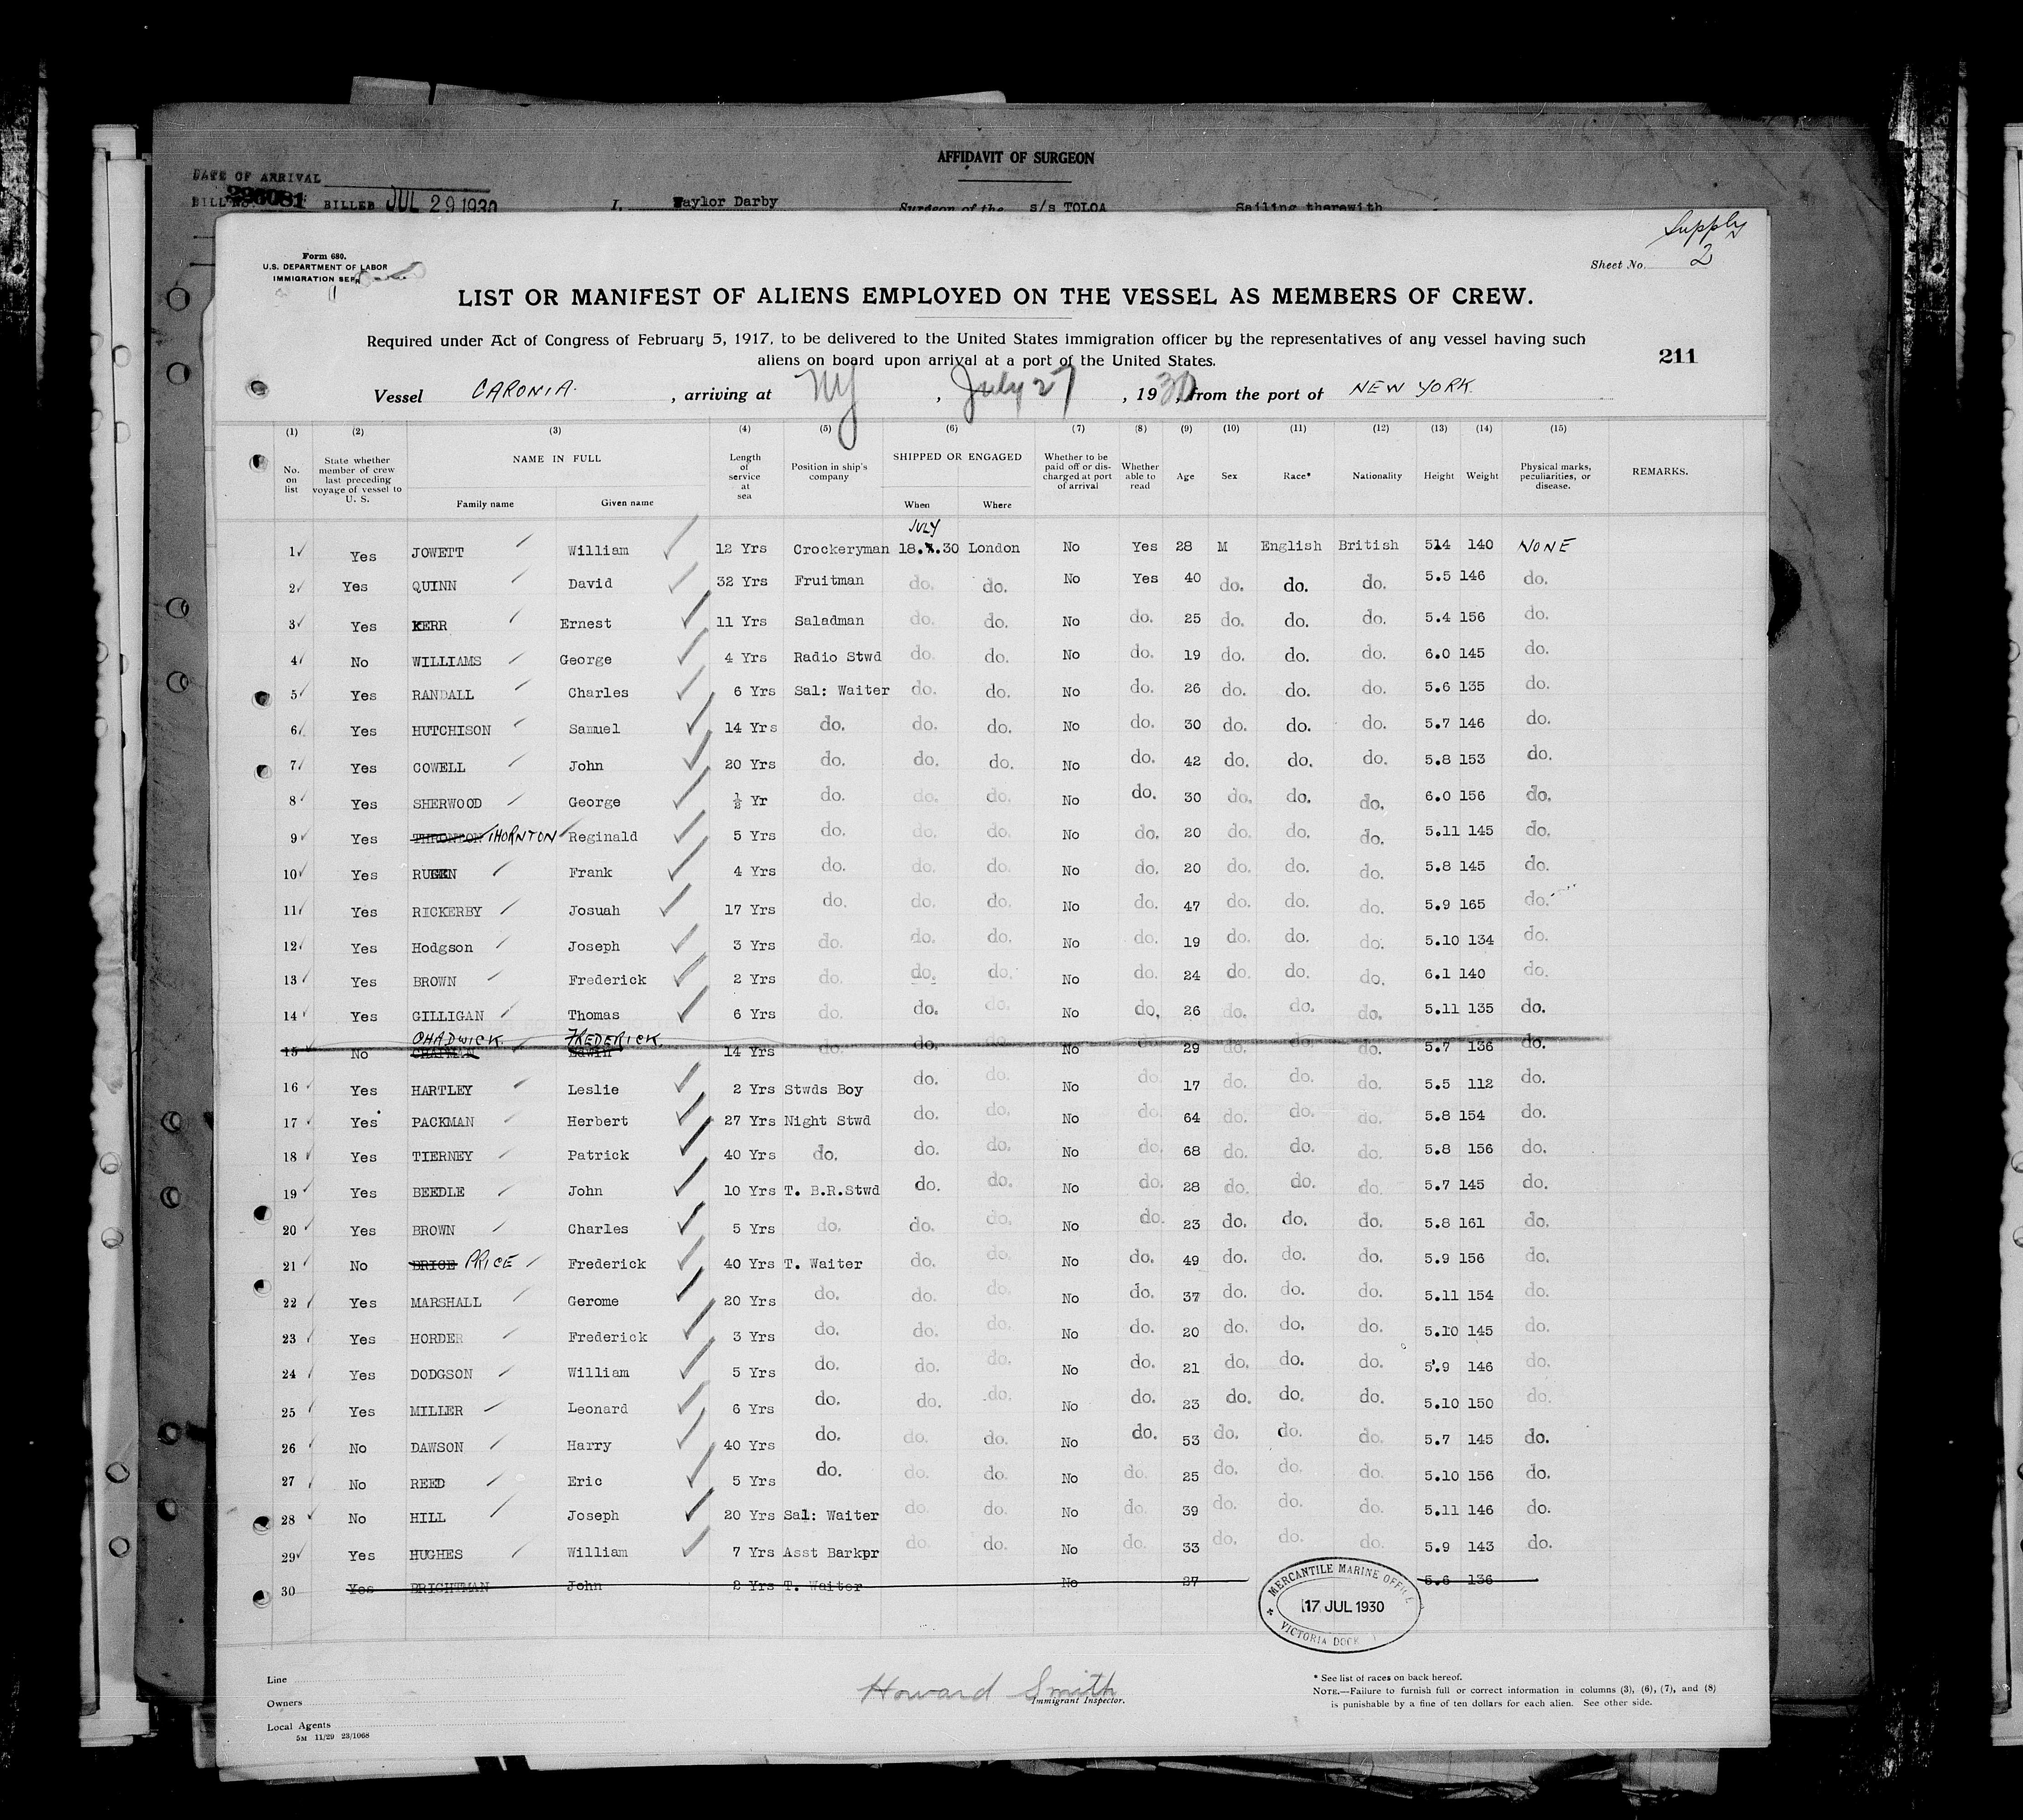 AFFIDAVIT OF SURGEON
DATE OF ARRIVAL
BILL NO. 296081 BILLED JUL 29 1930 I, Taylor Darby Surgeon of the s/s TOLOA Sailing therewith
Supply
Form 680.
U.S. DEPARTMENT OF LABOR
IMMIGRATION
Sheet No. 2
LIST OR MANIFEST OF ALIENS EMPLOYED ON THE VESSEL AS MEMBERS OF CREW.
Required under Act of Congress of February 5, 1917, to be delivered to the United States immigration officer by the representatives of any vessel having such
aliens on board upon arrival at a port of the United States.
211
Vessel CARONIA. , arriving at NY , July 27 , 1930, from the port of NEW YORK.
(1) (2) (3) (4) (5) (6) (7) (8) (9) (10) (11) (12) (13) (14) (15)
No. on list State whether member of crew last preceding voyage of vessel to U. S. NAME IN FULL Family name Given name Length of service at sea Position in ship's company SHIPPED OR ENGAGED When Where Whether to be paid off or dis-charged at port of arrival Whether able to read Age Sex Race* Nationality Height Weight Physical marks, peculiarities, or disease. REMARKS.
JULY
1 Yes JOWETT William 12 Yrs Crockeryman 18.7.30 London No Yes 28 M English British 514 140 NONE
2 Yes QUINN David 32 Yrs Fruitman do. do. No Yes 40 do. do. do. 5.5 146 do.
3 Yes KERR Ernest 11 Yrs Saladman do. do. No do. 25 do. do. do. 5.4 156 do.
4 No WILLIAMS George 4 Yrs Radio Stwd do. do. No do. 19 do. do. do. 6.0 145 do.
5 Yes RANDALL Charles 6 Yrs Sal: Waiter do. do. No do. 26 do. do. do. 5.6 135 do.
6 Yes HUTCHISON Samuel 14 Yrs do. do. do. No do. 30 do. do. do. 5.7 146 do.
7 Yes COWELL John 20 Yrs do. do. do. No do. 42 do. do. do. 5.8 153 do.
8 Yes SHERWOOD George ½ Yr do. do. do. No do. 30 do. do. do. 6.0 156 do.
9 Yes THRONTON THORNTON Reginald 5 Yrs do. do. do. No do. 20 do. do. do. 5.11 145 do.
10 Yes Frank 4 Yrs do. do. do. No do. 20 do. do. do. 5.8 145 do.
11 Yes RICKERBY Josuah 17 Yrs do. do. do. No do. 47 do. do. do. 5.9 165 do.
12 Yes Hodgson Joseph 3 Yrs do. do. do. No do. 19 do. do. do. 5.10 134 do.
13 Yes BROWN Frederick 2 Yrs do. do. do. No do. 24 do. do. do. 6.1 140 do.
14 Yes GILLIGAN Thomas 6 Yrs do. do. do. No do. 26 do. do. do. 5.11 135 do.
CHADWICK. FREDERICK.
15 No CHAPMAN Edwin 14 Yrs do. do. do. No do. 29 do. do. do. 5.7 136 do.
16 Yes HARTLEY Leslie 2 Yrs Stwds Boy do. do. No do. 17 do. do. do. 5.5 112 do.
17 Yes PACKMAN Herbert 27 Yrs Night Stwd do. do. No do. 64 do. do. do. 5.8 154 do.
18 Yes TIERNEY Patrick 40 Yrs do. do. do. No do. 68 do. do. do. 5.8 156 do.
19 Yes BEEDLE John 10 Yrs T. B.R.Stwd do. do. No do. 28 do. do. do. 5.7 145 do.
20 Yes BROWN Charles 5 Yrs do. do. do. No do. 23 do. do. do. 5.8 161 do.
21 No BRICE PRICE Frederick 40 Yrs T. Waiter do. do. No do. 49 do. do. do. 5.9 156 do.
22 Yes MARSHALL Gerome 20 Yrs do. do. do. No do. 37 do. do. do. 5.11 154 do.
23 Yes HORDER Frederick 3 Yrs do. do. do. No do. 20 do. do. do. 5.10 145 do.
24 Yes DODGSON William 5 Yrs do. do. do. No do. 21 do. do. do. 5.9 146 do.
25 Yes MILLER Leonard 6 Yrs do. do. do. No do. 23 do. do. do. 5.10 150 do.
26 No DAWSON Harry 40 Yrs do. do. do. No do. 53 do. do. do. 5.7 145 do.
27 No REED Eric 5 Yrs do. do. do. No do. 25 do. do. do. 5.10 156 do.
28 No HILL Joseph 20 Yrs Sal: Waiter do. do. No do. 39 do. do. do. 5.11 146 do.
29 Yes HUGHES William 7 Yrs Asst Barkpr do. do. No do. 33 do. do. do. 5.9 143 do.
30 Yes BRIGHTMAN John 2 Yrs T. Waiter No 27 5.6 136
MERCANTILE MARINE OFFICE
17 JUL 1930
VICTORIA DOCK
Line
Owners
Local Agents
5M 11/29 23/1068
Howard Smith
Immigrant Inspector.
* See list of races on back hereof.
NOTE.—Failure to furnish full or correct information in columns (3), (6), (7), and (8)
is punishable by a fine of ten dollars for each alien. See other side.